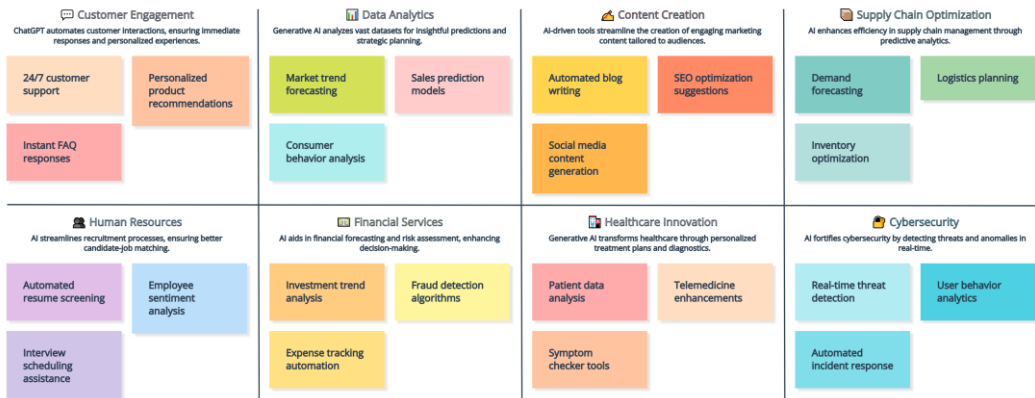 Customer Engagement
ChatGPT automates customer interactions, ensuring immediate
responses and personalized experiences.
24/7 customer
support
Personalized
product
recommendations
Instant FAQ
responses
Data Analytics
Generative AI analyzes vast datasets for insightful predictions and
strategic planning.
Market trend
forecasting
Sales prediction
models
Consumer
behavior analysis
Content Creation
AI-driven tools streamline the creation of engaging marketing
content tailored to audiences.
Automated blog
writing
SEO optimization
suggestions
Social media
content
generation
Supply Chain Optimization
AI enhances efficiency in supply chain management through
predictive analytics.
Demand
forecasting
Logistics planning
Inventory
optimization
Human Resources
AI streamlines recruitment processes, ensuring better
candidate-job matching.
Automated
resume screening
Employee
sentiment
analysis
Interview
scheduling
assistance
Financial Services
AI aids in financial forecasting and risk assessment, enhancing
decision-making.
Investment trend
analysis
Fraud detection
algorithms
Expense tracking
automation
Healthcare Innovation
Generative AI transforms healthcare through personalized
treatment plans and diagnostics.
Patient data
analysis
Telemedicine
enhancements
Symptom
checker tools
Cybersecurity
AI fortifies cybersecurity by detecting threats and anomalies in
real-time.
Real-time threat
detection
User behavior
analytics
Automated
incident response